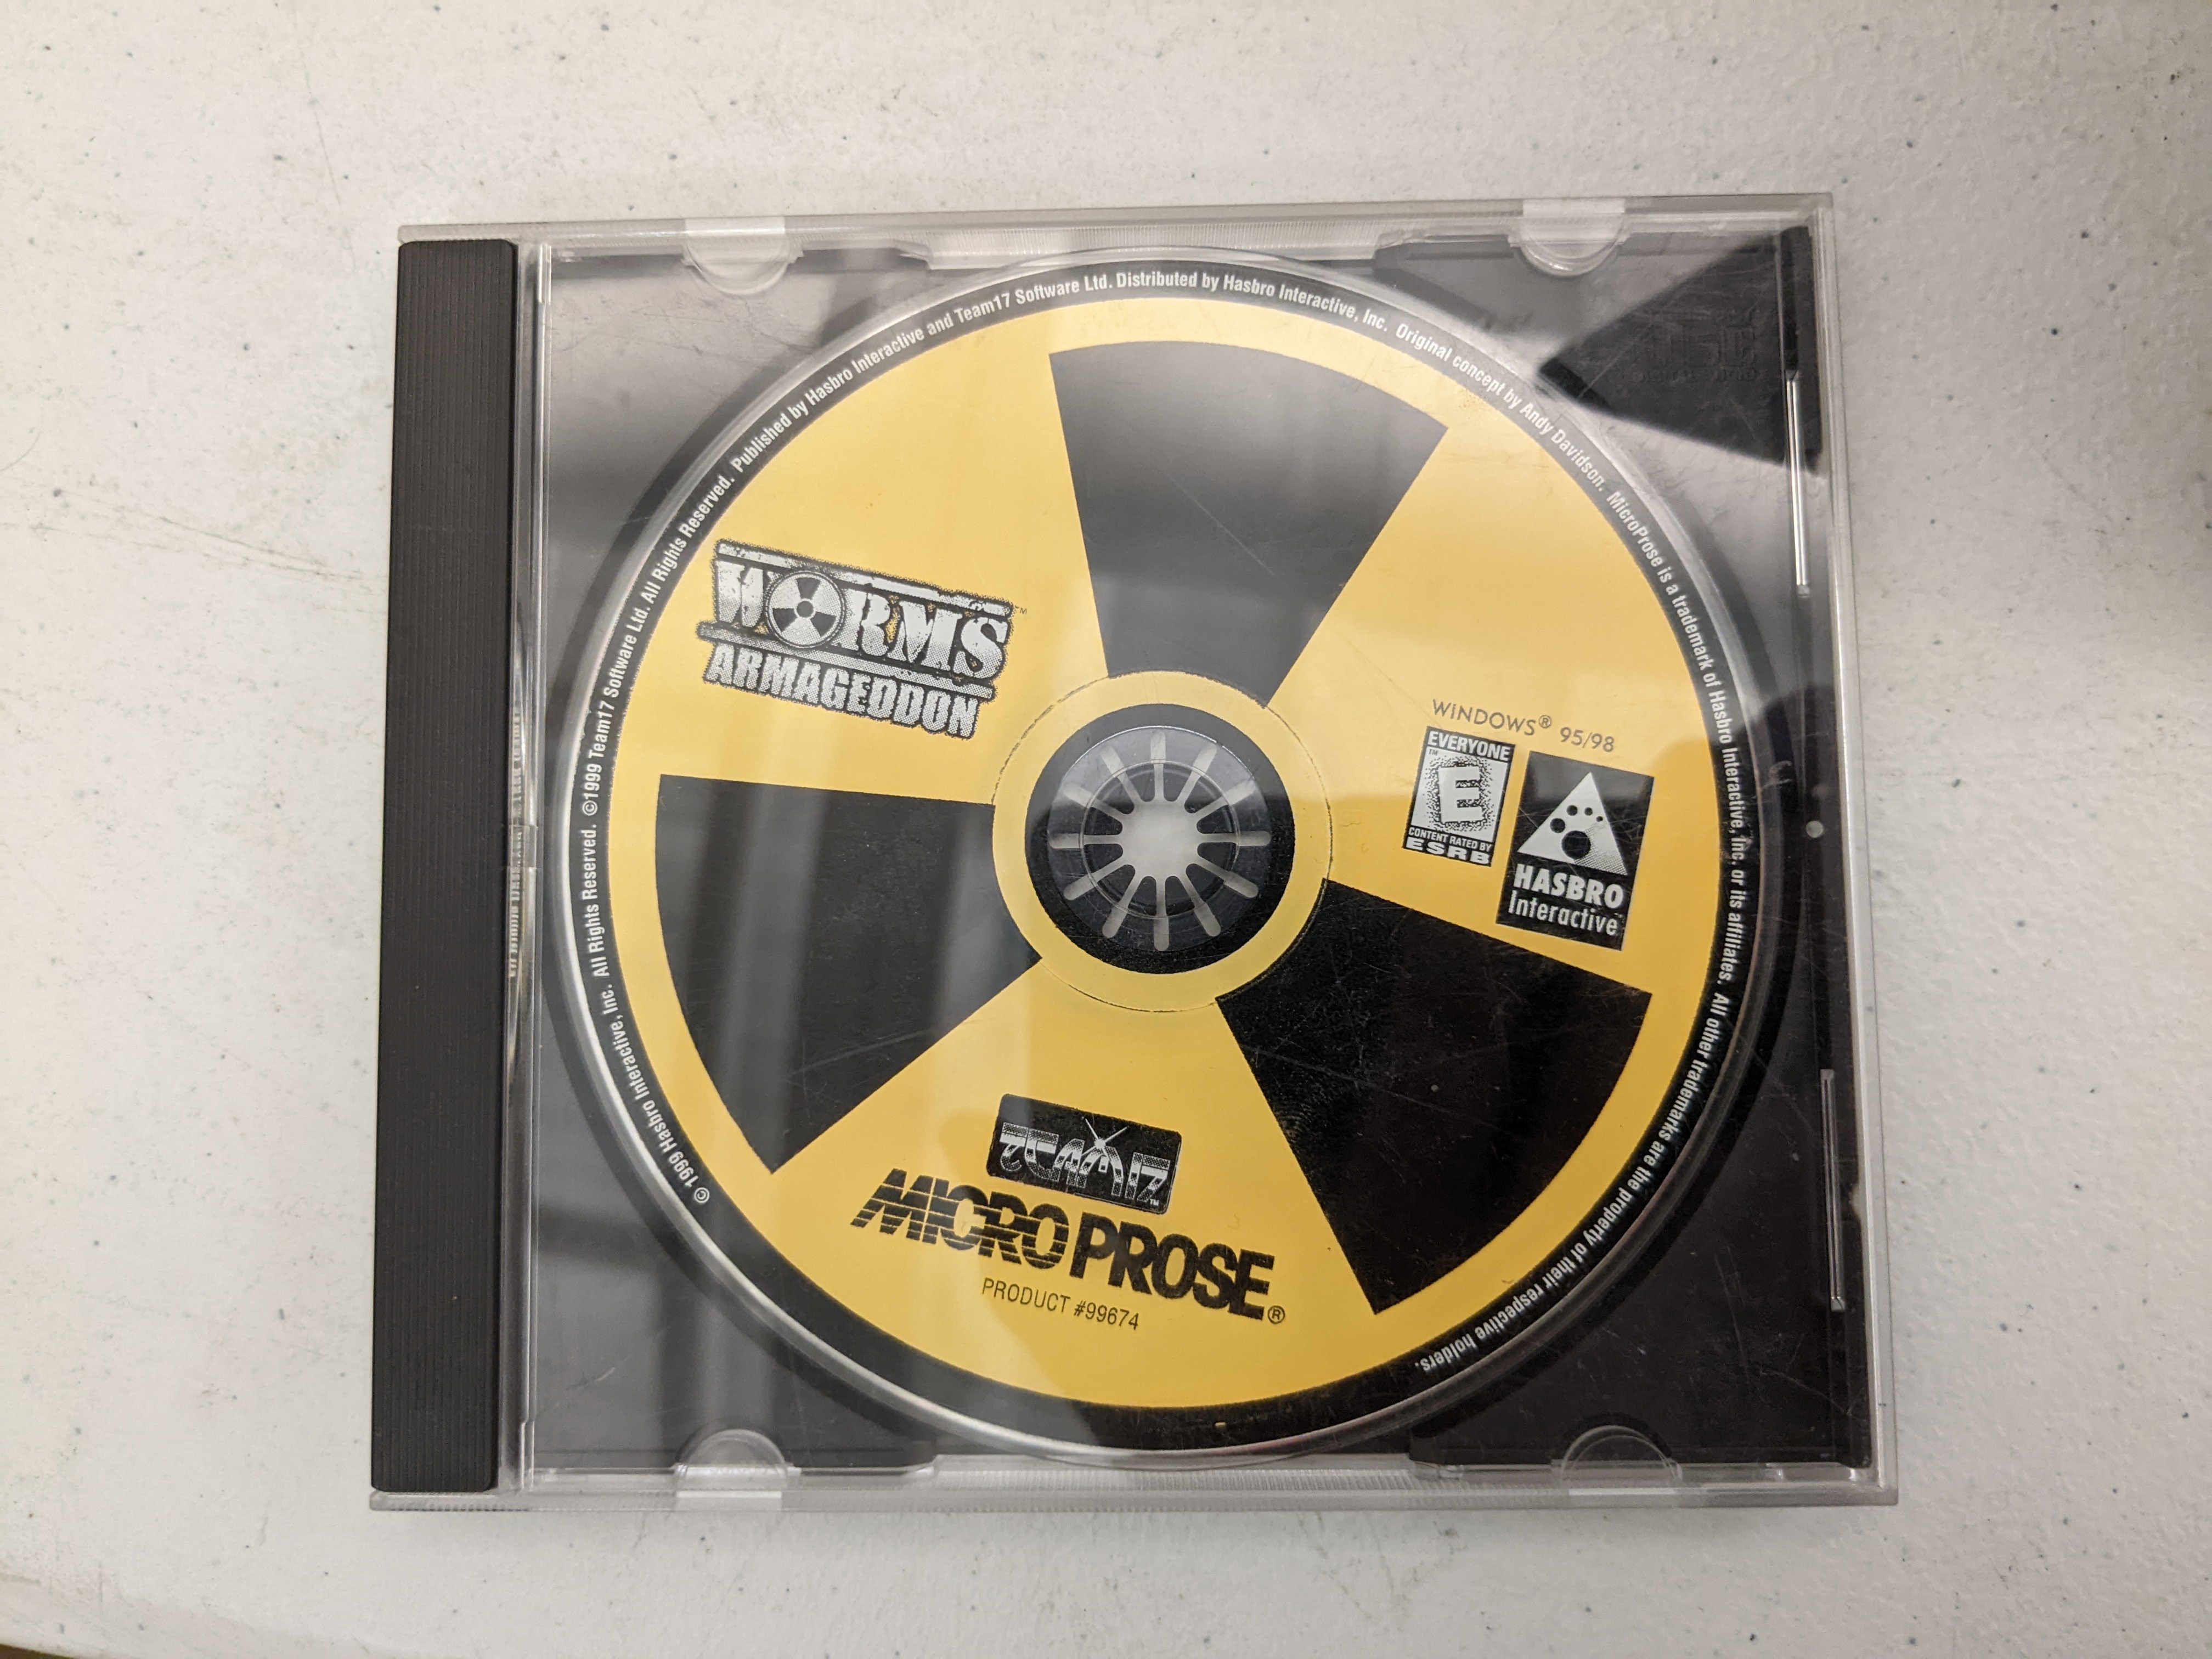 ©1999 Hasbro Interactive, Inc. All Rights Reserved. ©1999 Team17 Software Ltd. All Rights Reserved. Published by Hasbro Interactive and Team17 Software Ltd. Distributed by Hasbro Interactive, Inc. Original concept by Andy Davidson. MicroProse is a trademark of Hasbro Interactive, Inc. or its affiliates. All other trademarks are the property of their respective holders.
WORMS™
ARMAGEDDON
WINDOWS® 95/98
EVERYONE
™
E
CONTENT RATED BY
ESRB
HASBRO
Interactive
TEAM17™
MICROPROSE®
PRODUCT #99674